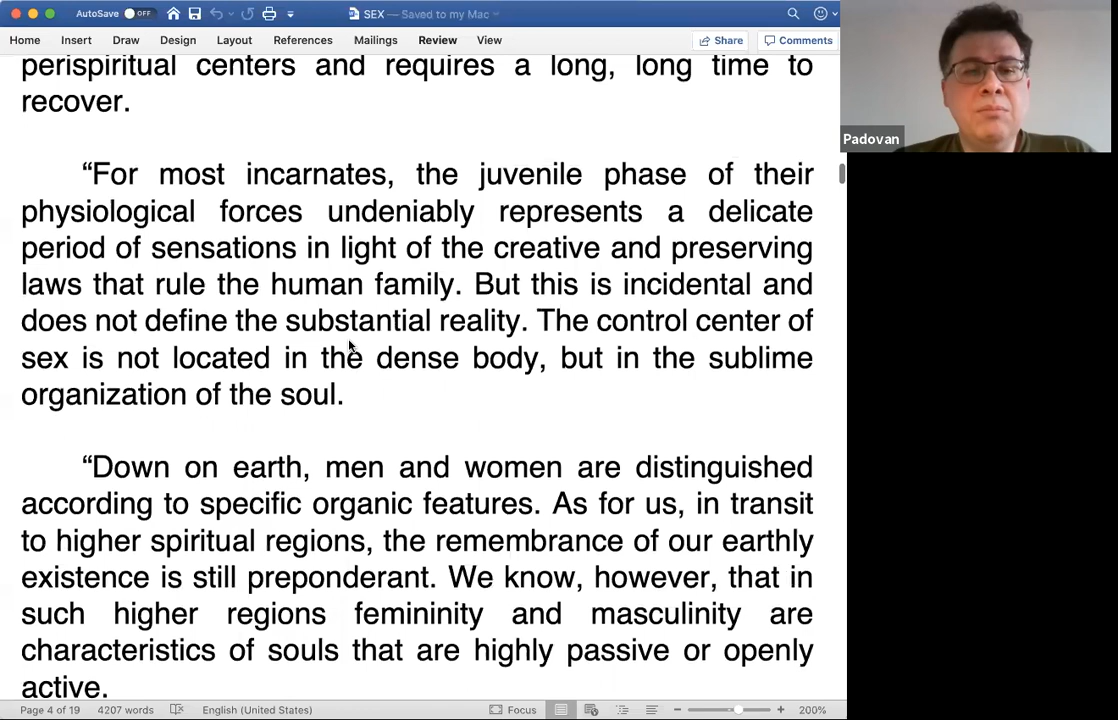 AutoSave OFF SEX — Saved to my Mac
Home Insert Draw Design Layout References Mailings Review View Share Comments
perispiritual centers and requires a long, long time to
recover.
“For most incarnates, the juvenile phase of their
physiological forces undeniably represents a delicate
period of sensations in light of the creative and preserving
laws that rule the human family. But this is incidental and
does not define the substantial reality. The control center of
sex is not located in the dense body, but in the sublime
organization of the soul.
“Down on earth, men and women are distinguished
according to specific organic features. As for us, in transit
to higher spiritual regions, the remembrance of our earthly
existence is still preponderant. We know, however, that in
such higher regions femininity and masculinity are
characteristics of souls that are highly passive or openly
active.
Page 4 of 19 4207 words English (United States) Focus 200%
Padovan